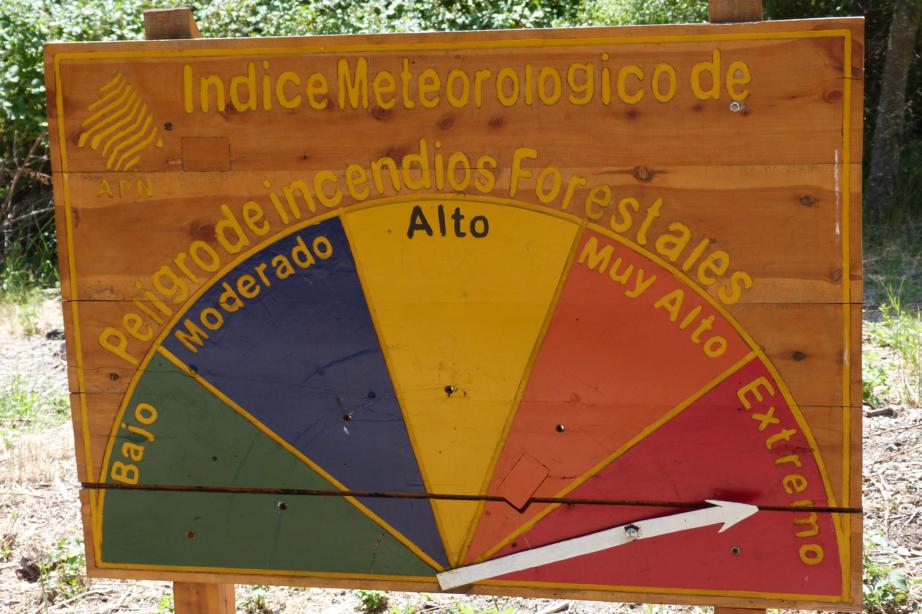 Indice Meteorologico de
APN
Peligro de incendios Forestales
Bajo
Moderado
Alto
Muy Alto
Extremo